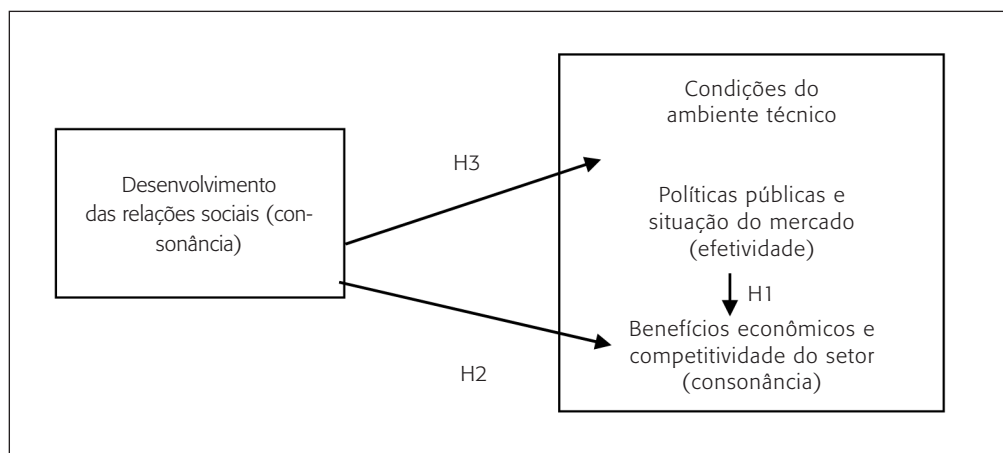 Desenvolvimento
das relações sociais (con-
sonância)
H3
H2
Condições do
ambiente técnico
Políticas públicas e
situação do mercado
(efetividade)
H1
Benefícios econômicos e
competitividade do setor
(consonância)